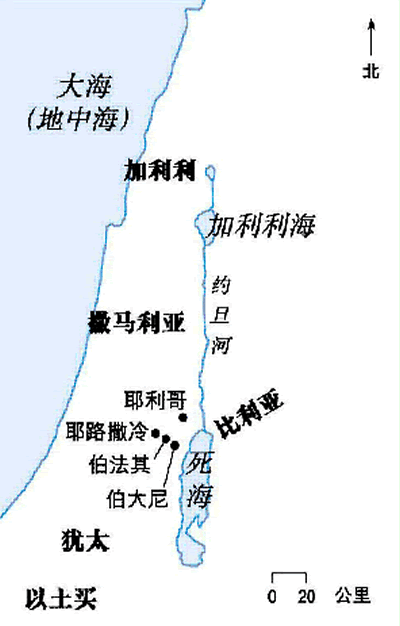 北
大海
(地中海)
加利利
加利利海
约旦河
撒马利亚
耶利哥
比利亚
耶路撒冷
伯法其
伯大尼
死海
犹太
以土买
0 20 公里